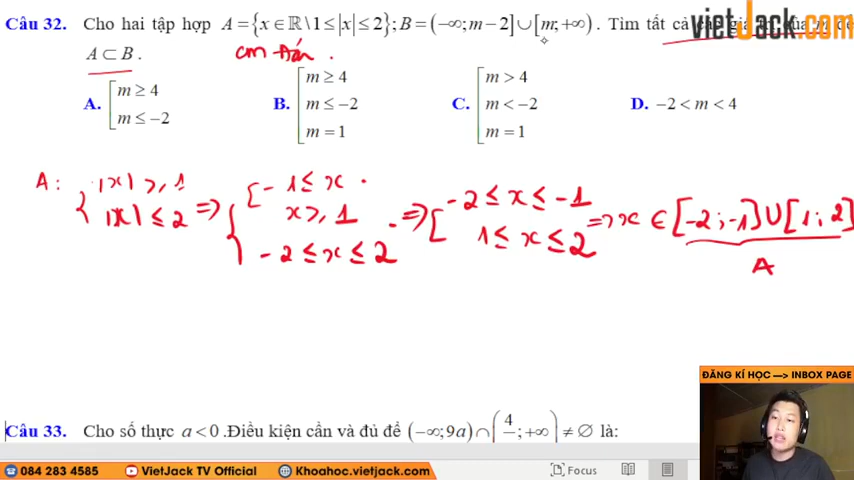 Câu 32. Cho hai tập hợp A = {x ∈ ℝ \ 1 ≤ |x| ≤ 2}; B = (−∞; m − 2] ∪ [m; +∞). Tìm tất cả các giá trị của m để
vietJack.com
A ⊂ B.
A. [m ≥ 4
m ≤ −2
B. [m ≥ 4
m ≤ −2
m = 1
C. [m > 4
m < −2
m = 1
D. −2 < m < 4
A: { |x| ≥ 1
|x| ≤ 2 => { [ -1 ≤ x
x ≥ 1
-2 ≤ x ≤ 2 => [ -2 ≤ x ≤ -1
1 ≤ x ≤ 2 => x ∈ [-2; -1] ∪ [1; 2]
A
ĐĂNG KÍ HỌC —> INBOX PAGE
Câu 33. Cho số thực a < 0 .Điều kiện cần và đủ để (−∞; 9a) ∩ (4/ ; +∞) ≠ ∅ là:
084 283 4585 VietJack TV Official Khoahoc.vietjack.com Focus